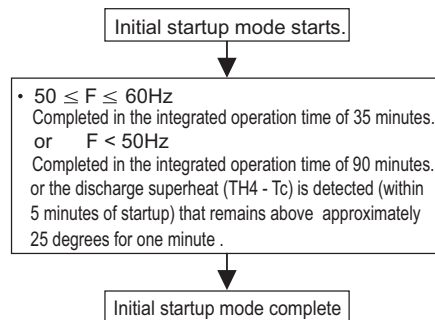 Initial startup mode starts.
• 50 ≤ F ≤ 60Hz
Completed in the integrated operation time of 35 minutes.
or F < 50Hz
Completed in the integrated operation time of 90 minutes.
or the discharge superheat (TH4 - Tc) is detected (within
5 minutes of startup) that remains above approximately
25 degrees for one minute .
Initial startup mode complete